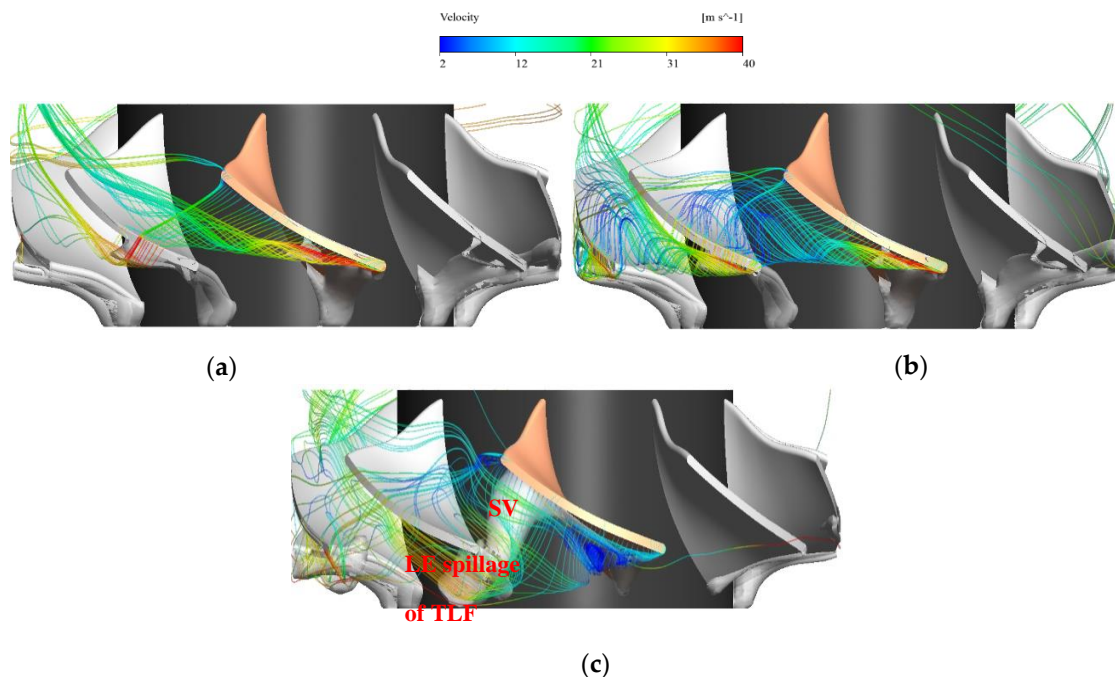 Velocity [m s^-1]
2 12 21 31 40
(a) (b)
SV
LE spillage
of TLF
(c)